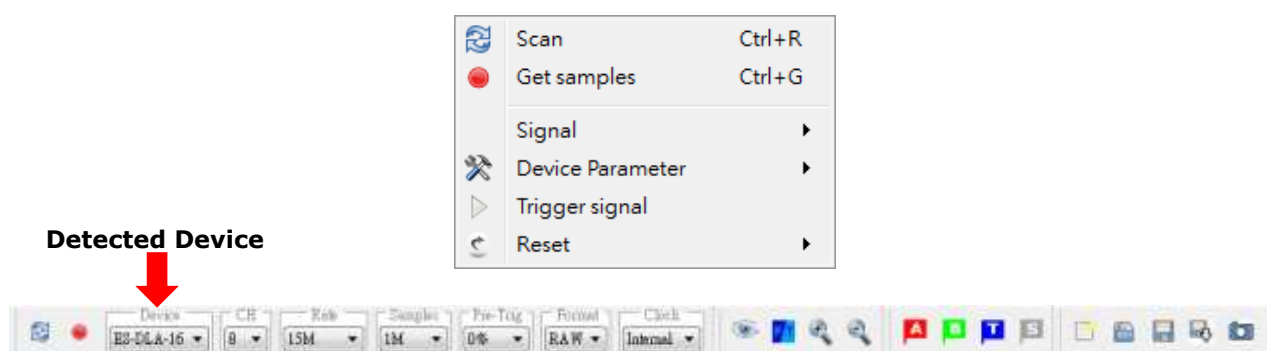 Scan Ctrl+R
Get samples Ctrl+G
Signal
Device Parameter
Trigger signal
Reset
Detected Device
Device CH Rate Samples Pre-Trig Format Clock
ES-DLA-16 8 15M 1M 0% RAW Internal
A B T S